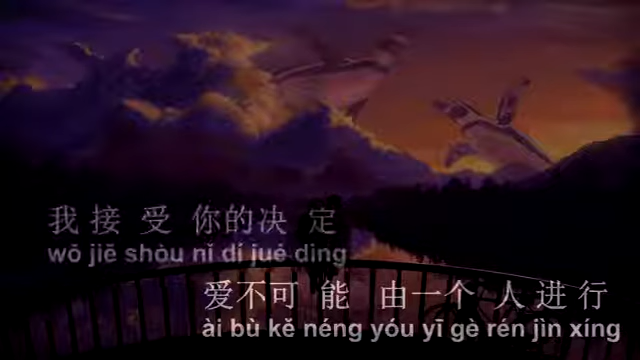 我接受你的决定
wǒ jiē shòu nǐ dí jué dìng
爱不可能由一个人进行
ài bù kě néng yóu yī gè rén jìn xíng